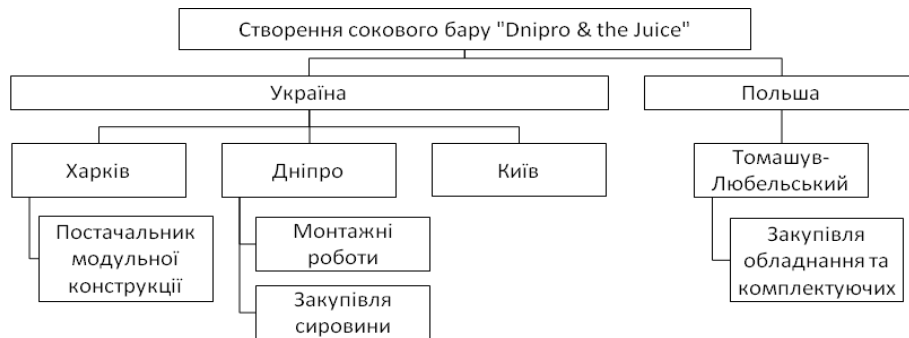 Створення сокового бару "Dnipro & the Juice"
Україна
Польша
Харків
Дніпро
Київ
Томашув-
Любельський
Постачальник
модульної
конструкції
Монтажні
роботи
Закупівля
сировини
Закупівля
обладнання та
комплектуючих